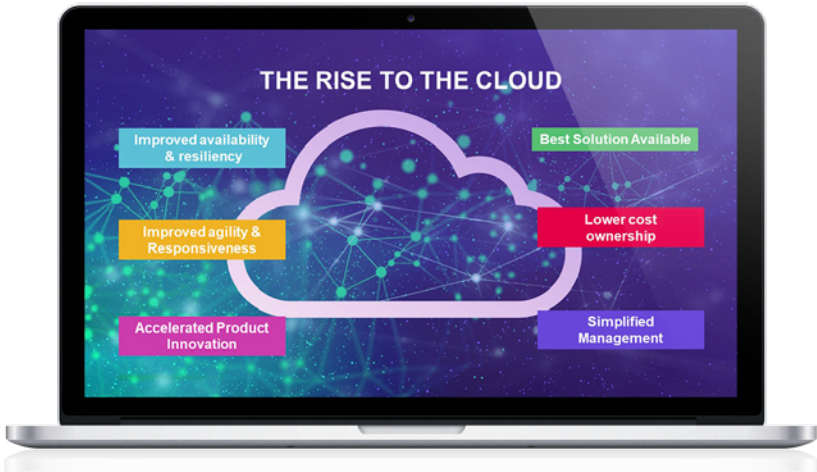 THE RISE TO THE CLOUD
Improved availability
& resiliency
Best Solution Available
Improved agility &
Responsiveness
Lower cost
ownership
Accelerated Product
Innovation
Simplified
Management